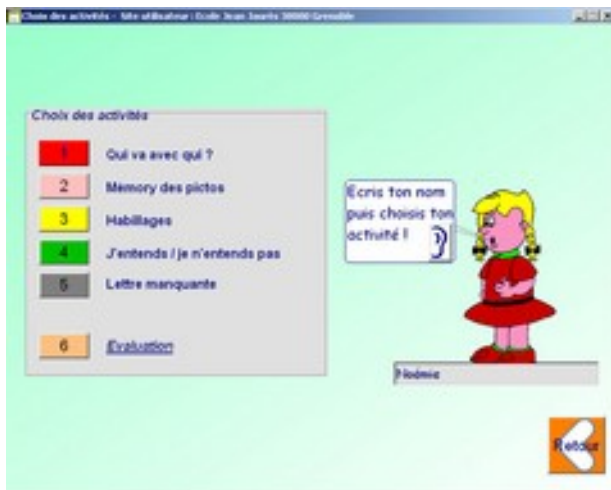 Choix des activités - Site utilisateur : Ecole Jean Jaurès 38000 Grenoble
Choix des activités
1 Qui va avec qui ?
2 Memory des pictos
3 Habillages
4 J'entends / je n'entends pas
5 Lettre manquante
6 Evaluation
Ecris ton nom
puis choisis ton
activité !
Noémie
Retour